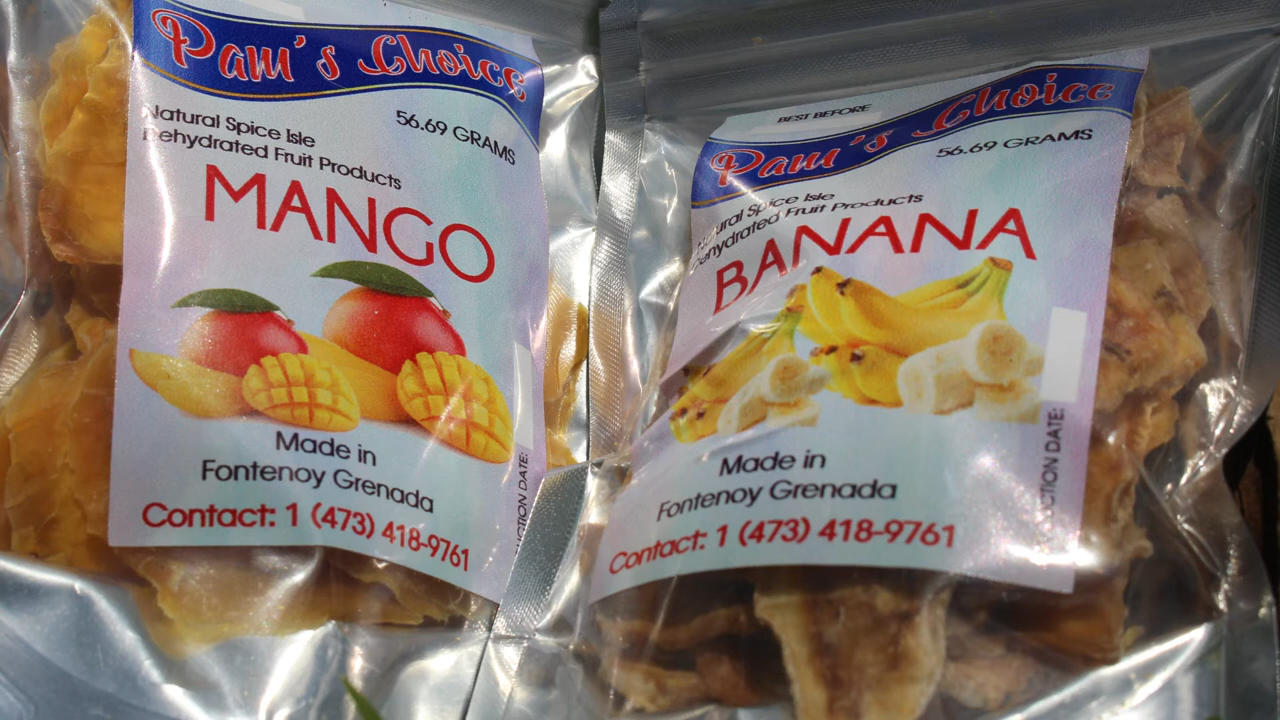 Pam's Choice
56.69 GRAMS
Natural Spice Isle
Dehydrated Fruit Products
MANGO
Made in
Fontenoy Grenada
Contact: 1 (473) 418-9761
BEST BEFORE
Pam's Choice
56.69 GRAMS
Natural Spice Isle
Dehydrated Fruit Products
BANANA
Made in
Fontenoy Grenada
Contact: 1 (473) 418-9761
DATE:
DATE: